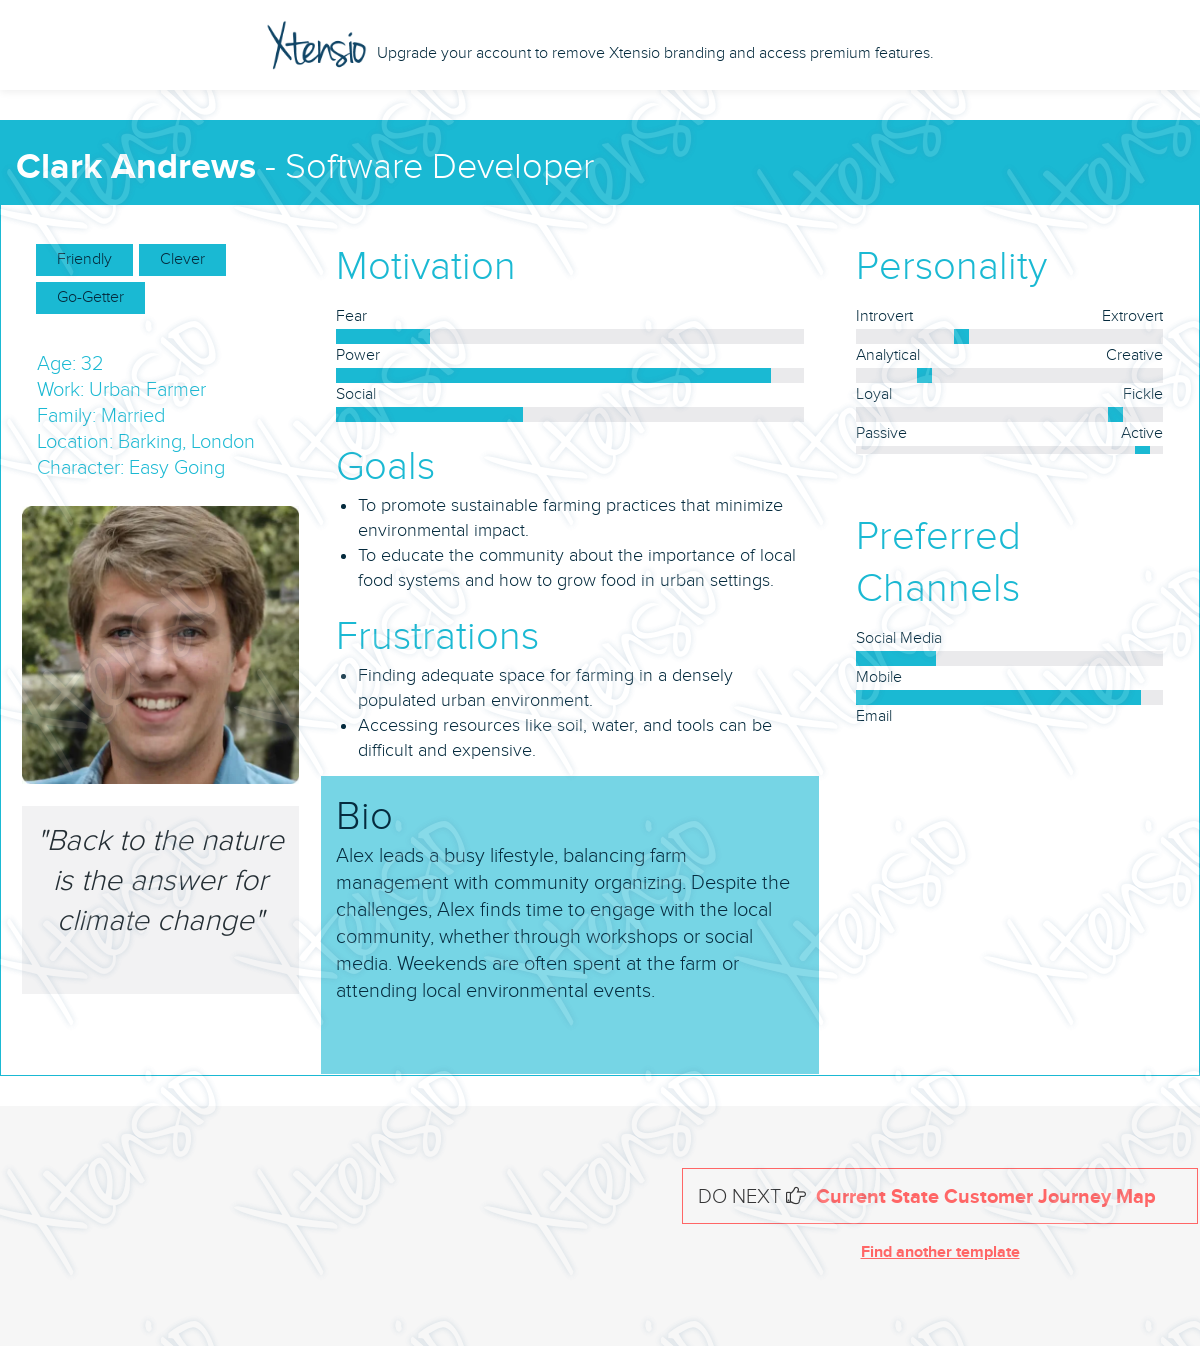 Xtensio Upgrade your account to remove Xtensio branding and access premium features.
Clark Andrews - Software Developer
Friendly Clever
Go-Getter
Age: 32
Work: Urban Farmer
Family: Married
Location: Barking, London
Character: Easy Going
"Back to the nature
is the answer for
climate change"
Motivation
Fear
Power
Social
Goals
• To promote sustainable farming practices that minimize
environmental impact.
• To educate the community about the importance of local
food systems and how to grow food in urban settings.
Frustrations
• Finding adequate space for farming in a densely
populated urban environment.
• Accessing resources like soil, water, and tools can be
difficult and expensive.
Bio
Alex leads a busy lifestyle, balancing farm
management with community organizing. Despite the
challenges, Alex finds time to engage with the local
community, whether through workshops or social
media. Weekends are often spent at the farm or
attending local environmental events.
Personality
Introvert Extrovert
Analytical Creative
Loyal Fickle
Passive Active
Preferred
Channels
Social Media
Mobile
Email
DO NEXT Current State Customer Journey Map
Find another template